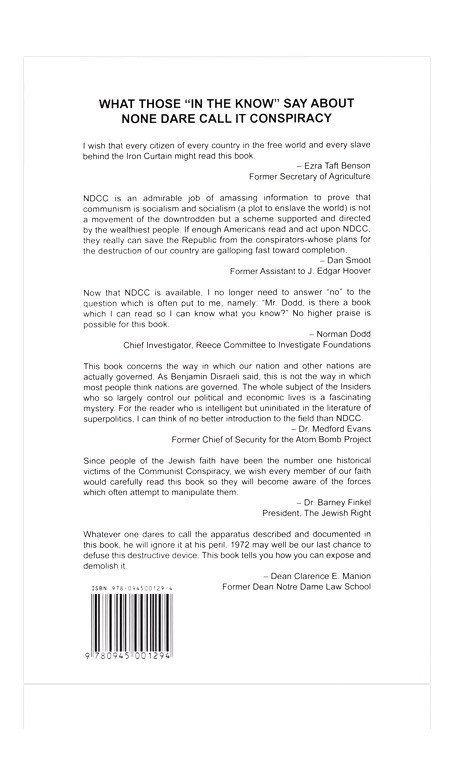 WHAT THOSE “IN THE KNOW” SAY ABOUT
NONE DARE CALL IT CONSPIRACY
I wish that every citizen of every country in the free world and every slave
behind the Iron Curtain might read this book.
– Ezra Taft Benson
Former Secretary of Agriculture
NDCC is an admirable job of amassing information to prove that
communism is socialism and socialism (a plot to enslave the world) is not
a movement of the downtrodden but a scheme supported and directed
by the wealthiest people. If enough Americans read and act upon NDCC,
they really can save the Republic from the conspirators-whose plans for
the destruction of our country are galloping fast toward completion.
– Dan Smoot
Former Assistant to J. Edgar Hoover
Now that NDCC is available, I no longer need to answer “no” to the
question which is often put to me, namely: “Mr. Dodd, is there a book
which I can read so I can know what you know?” No higher praise is
possible for this book.
– Norman Dodd
Chief Investigator, Reece Committee to Investigate Foundations
This book concerns the way in which our nation and other nations are
actually governed. As Benjamin Disraeli said, this is not the way in which
most people think nations are governed. The whole subject of the Insiders
who so largely control our political and economic lives is a fascinating
mystery. For the reader who is intelligent but uninitiated in the literature of
superpolitics, I can think of no better introduction to the field than NDCC.
– Dr. Medford Evans
Former Chief of Security for the Atom Bomb Project
Since people of the Jewish faith have been the number one historical
victims of the Communist Conspiracy, we wish every member of our faith
would carefully read this book so they will become aware of the forces
which often attempt to manipulate them.
– Dr. Barney Finkel
President, The Jewish Right
Whatever one dares to call the apparatus described and documented in
this book, he will ignore it at his peril. 1972 may well be our last chance to
defuse this destructive device. This book tells you how you can expose and
demolish it.
– Dean Clarence E. Manion
Former Dean Notre Dame Law School
ISBN 978-094500129-4
9 780945 001294